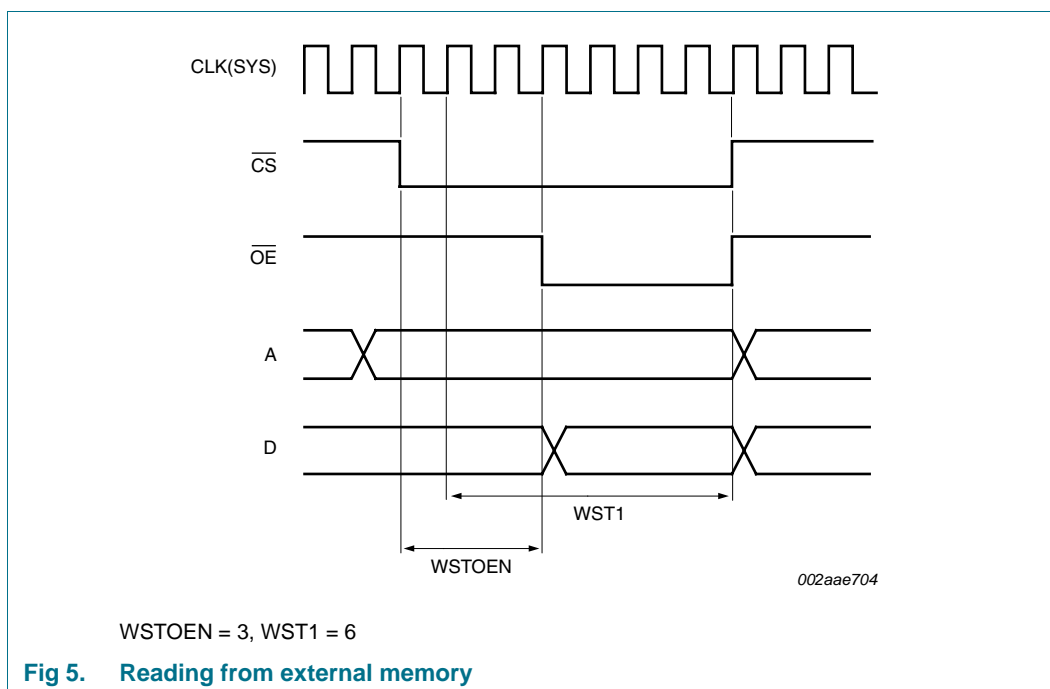 CLK(SYS)
CS
OE
A
D
WST1
WSTOEN
002aae704
WSTOEN = 3, WST1 = 6
Fig 5. Reading from external memory